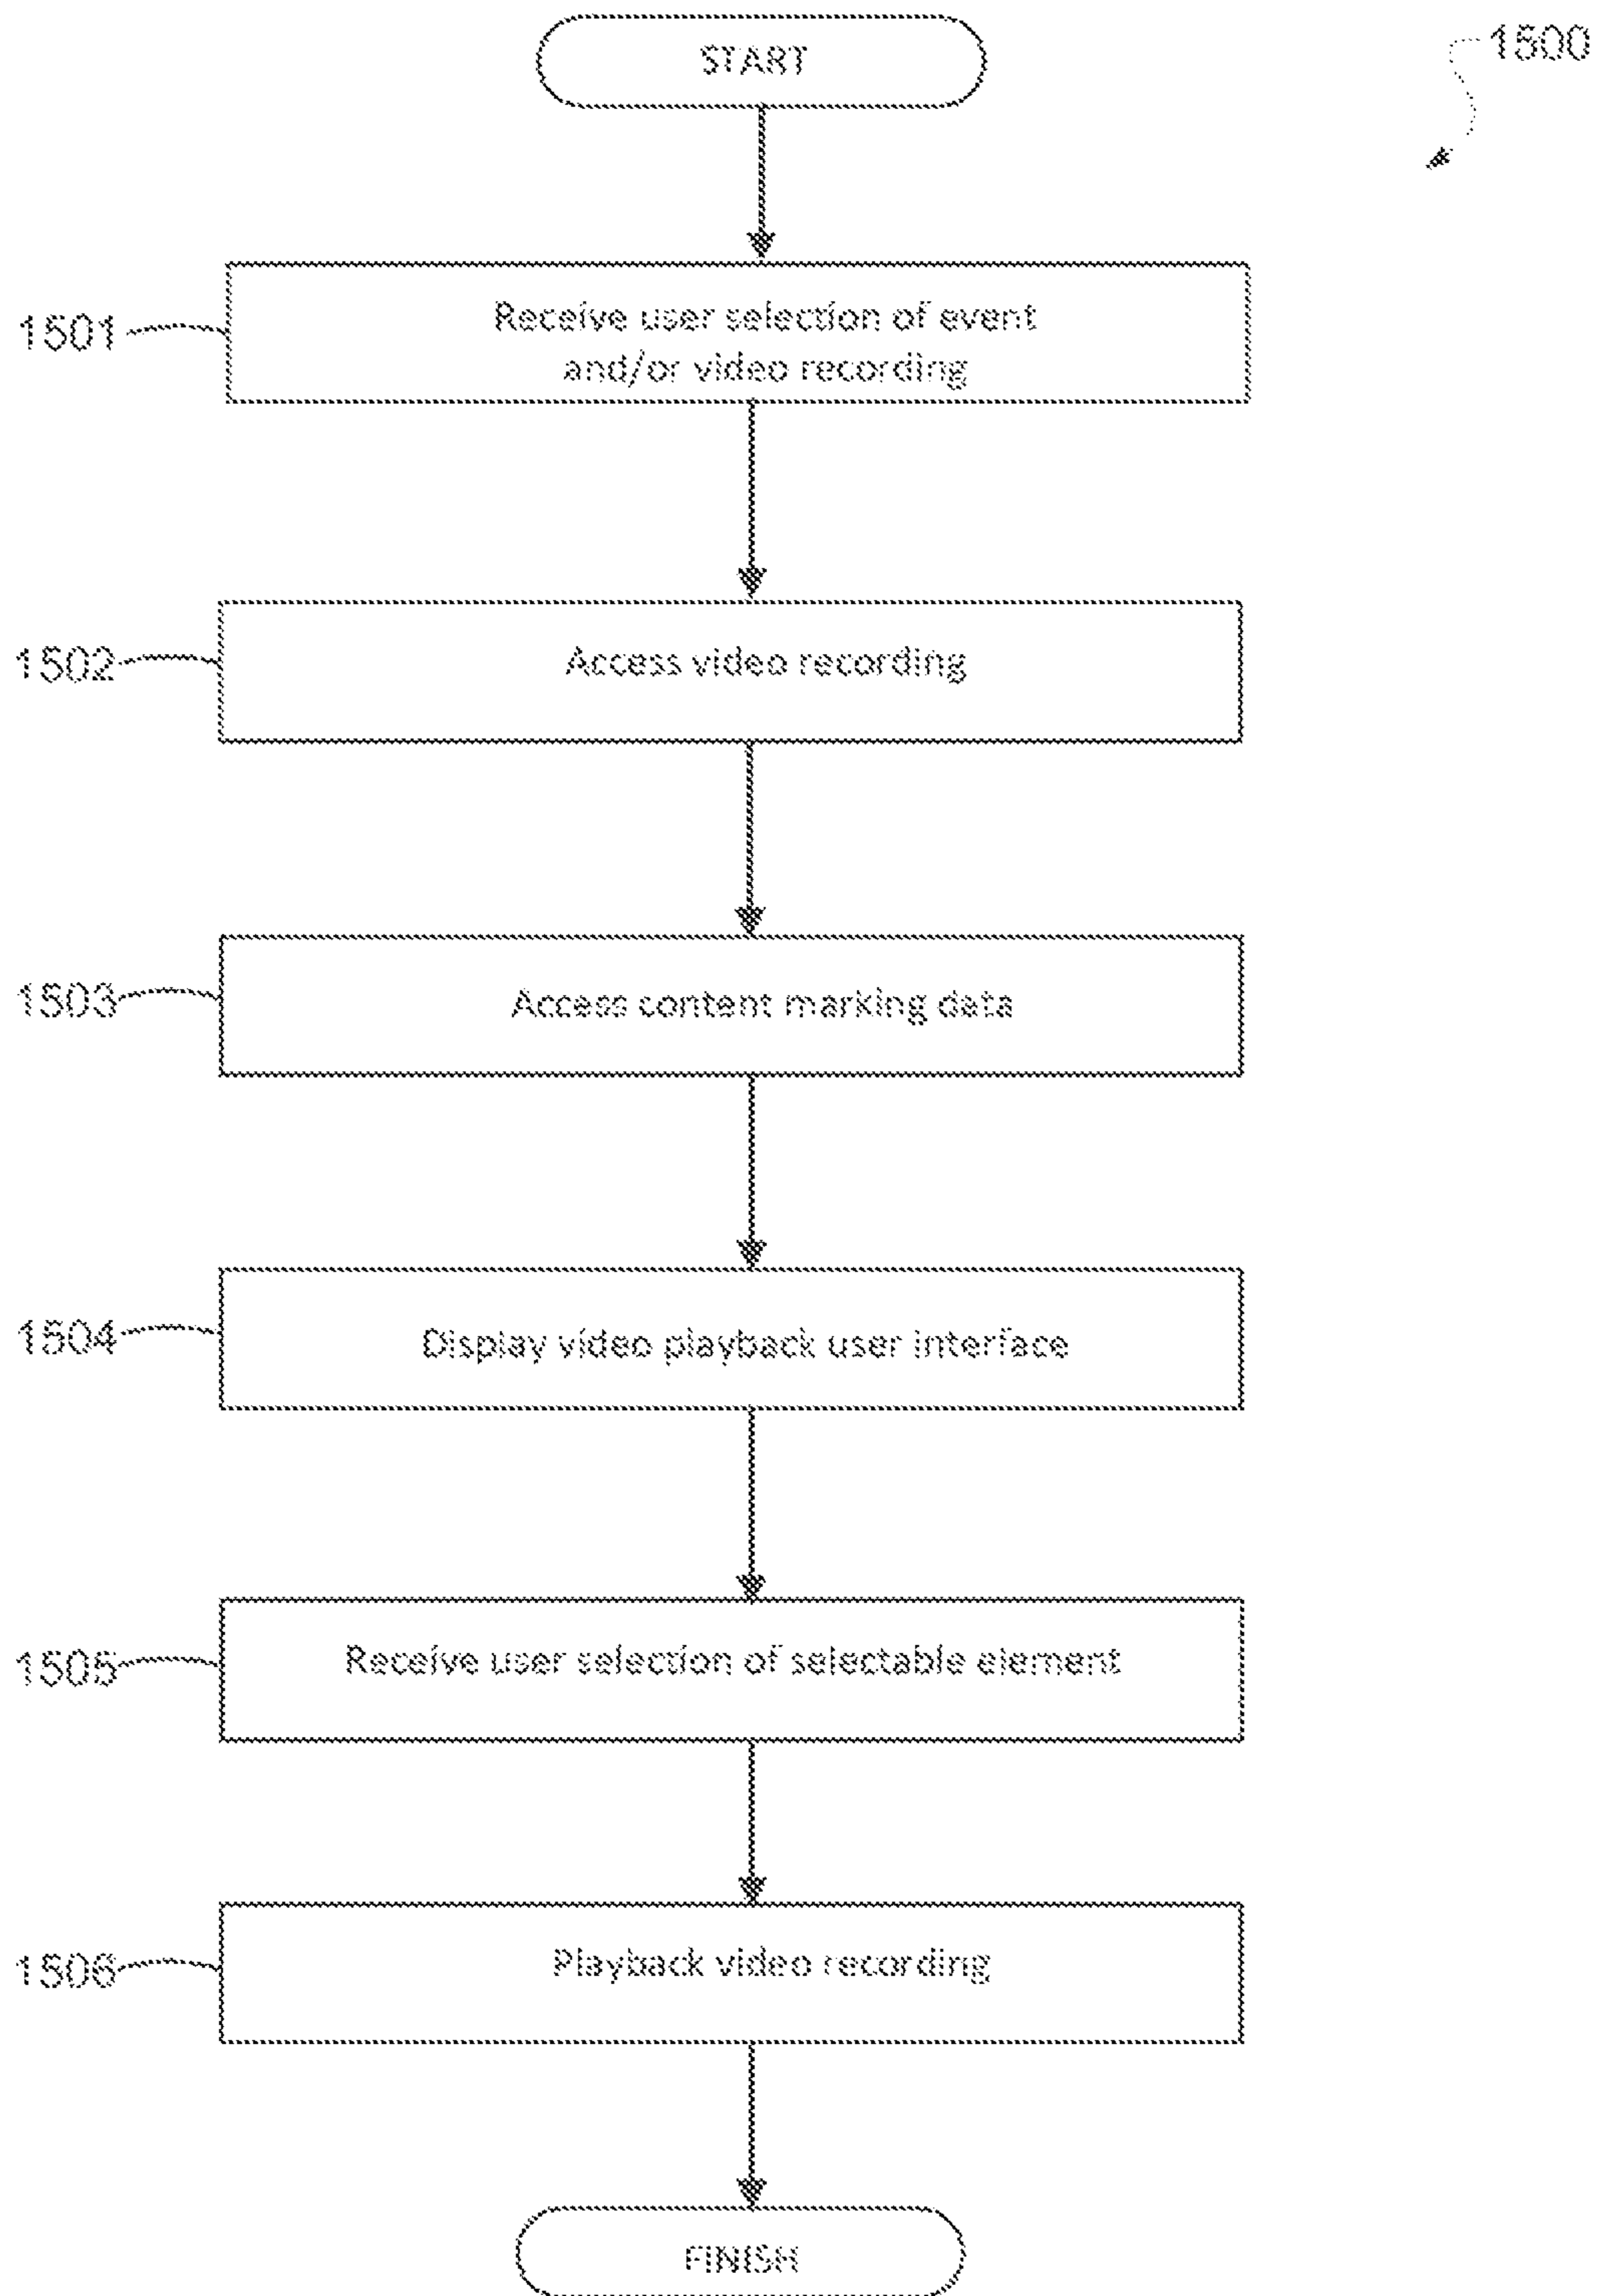 START
1500
1501
Receive user selection of event
and/or video recording
1502
Access video recording
1503
Access content marking data
1504
Display video playback user interface
1505
Receive user selection of selectable element
1506
Playback video recording
FINISH